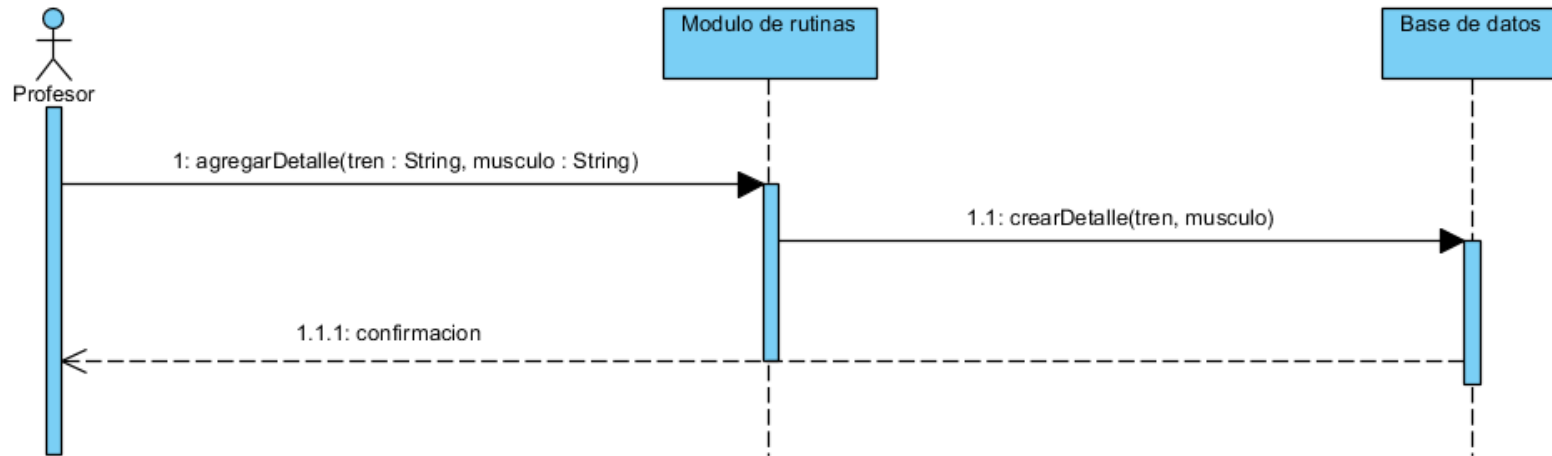 Modulo de rutinas
Base de datos
Profesor
1: agregarDetalle(tren : String, musculo : String)
1.1: crearDetalle(tren, musculo)
1.1.1: confirmacion